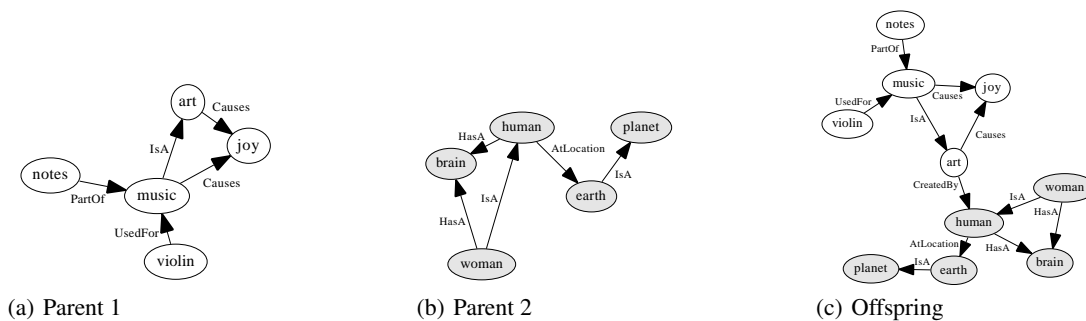 art
Causes
joy
IsA
Causes
notes
PartOf
music
UsedFor
violin
(a) Parent 1
human
planet
HasA
AtLocation
brain
IsA
earth
IsA
HasA
woman
(b) Parent 2
notes
PartOf
music
joy
Causes
UsedFor
violin
IsA
Causes
art
CreatedBy
woman
IsA
HasA
human
AtLocation
HasA
planet
IsA
earth
brain
(c) Offspring